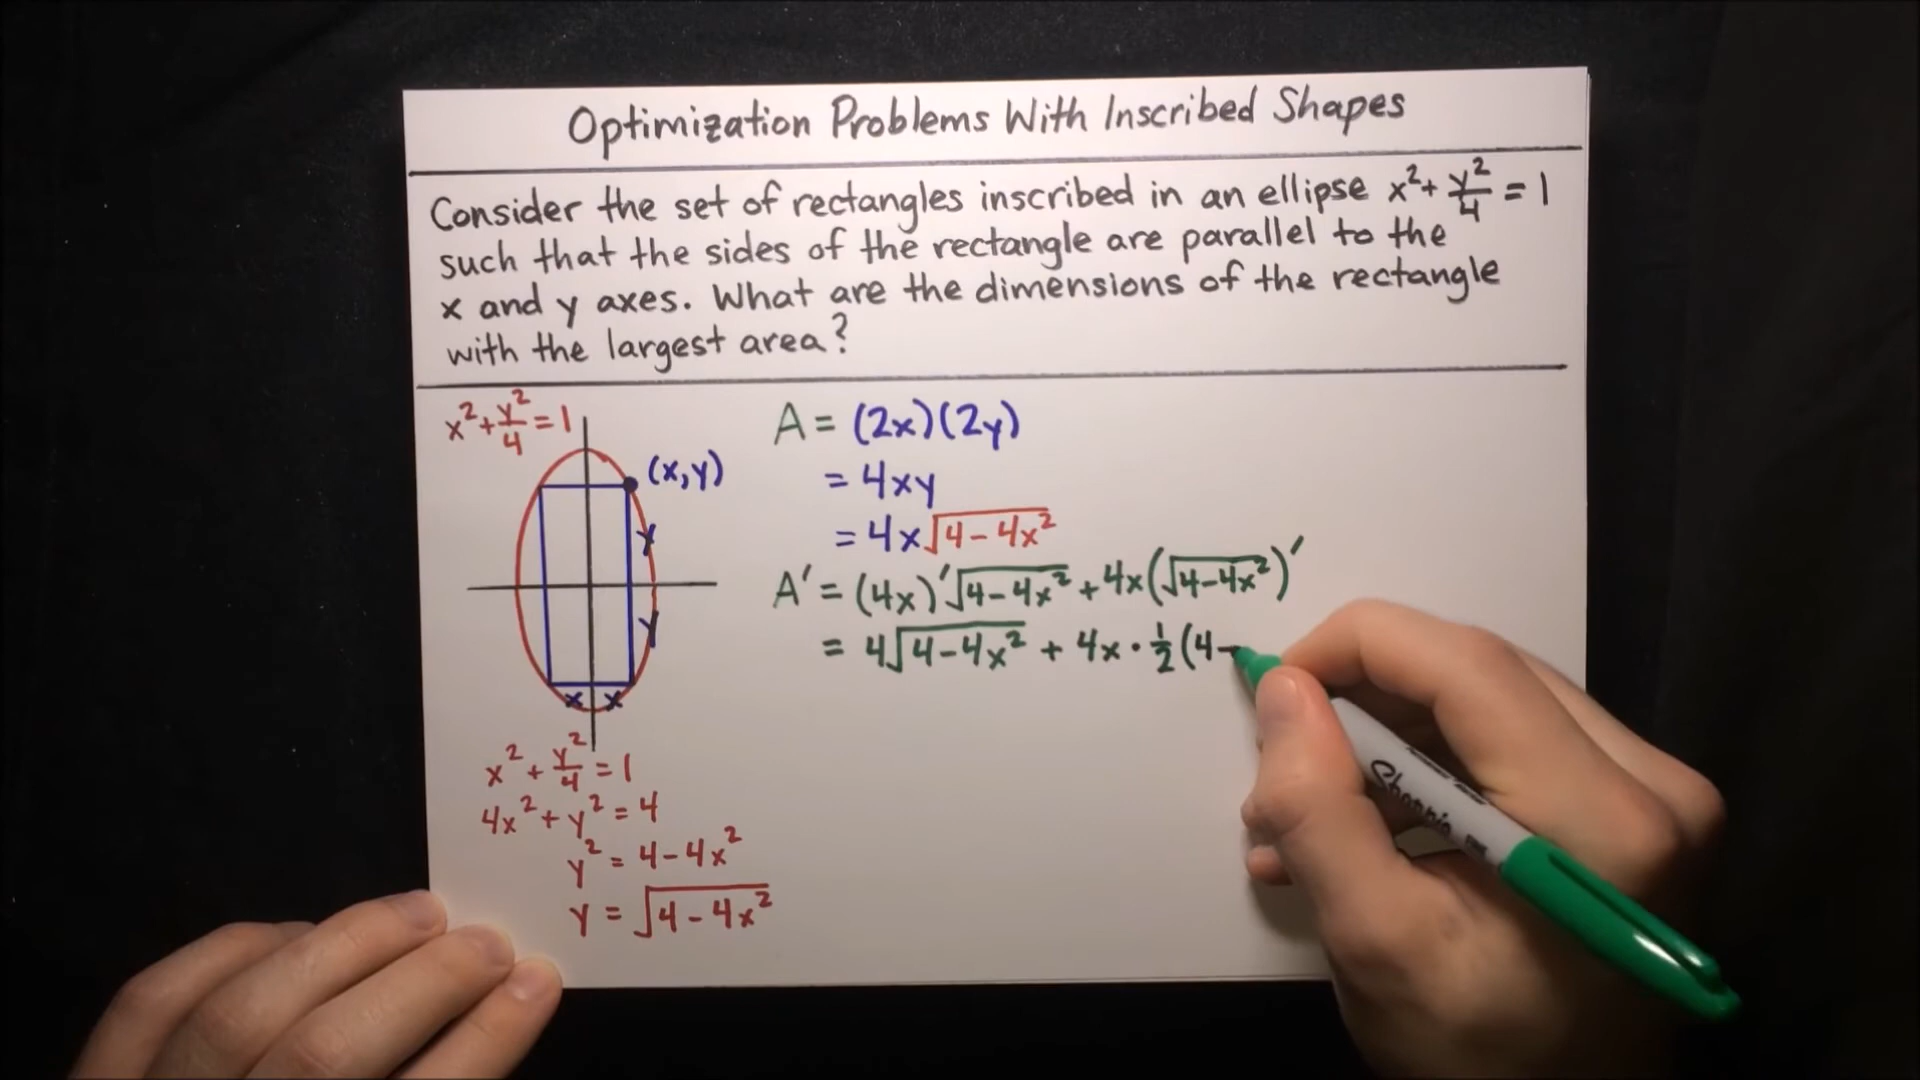 Optimization Problems With Inscribed Shapes
Consider the set of rectangles inscribed in an ellipse x² + y²/4 = 1
such that the sides of the rectangle are parallel to the
x and y axes. What are the dimensions of the rectangle
with the largest area?
x² + y²/4 = 1
(x,y)
y
y
x x
x² + y²/4 = 1
4x² + y² = 4
y² = 4 - 4x²
y = √(4 - 4x²)
A = (2x)(2y)
= 4xy
= 4x√(4 - 4x²)
A' = (4x)'√(4 - 4x²) + 4x(√(4 - 4x²))'
= 4√(4 - 4x²) + 4x · 1/2(4 -
Sharpie